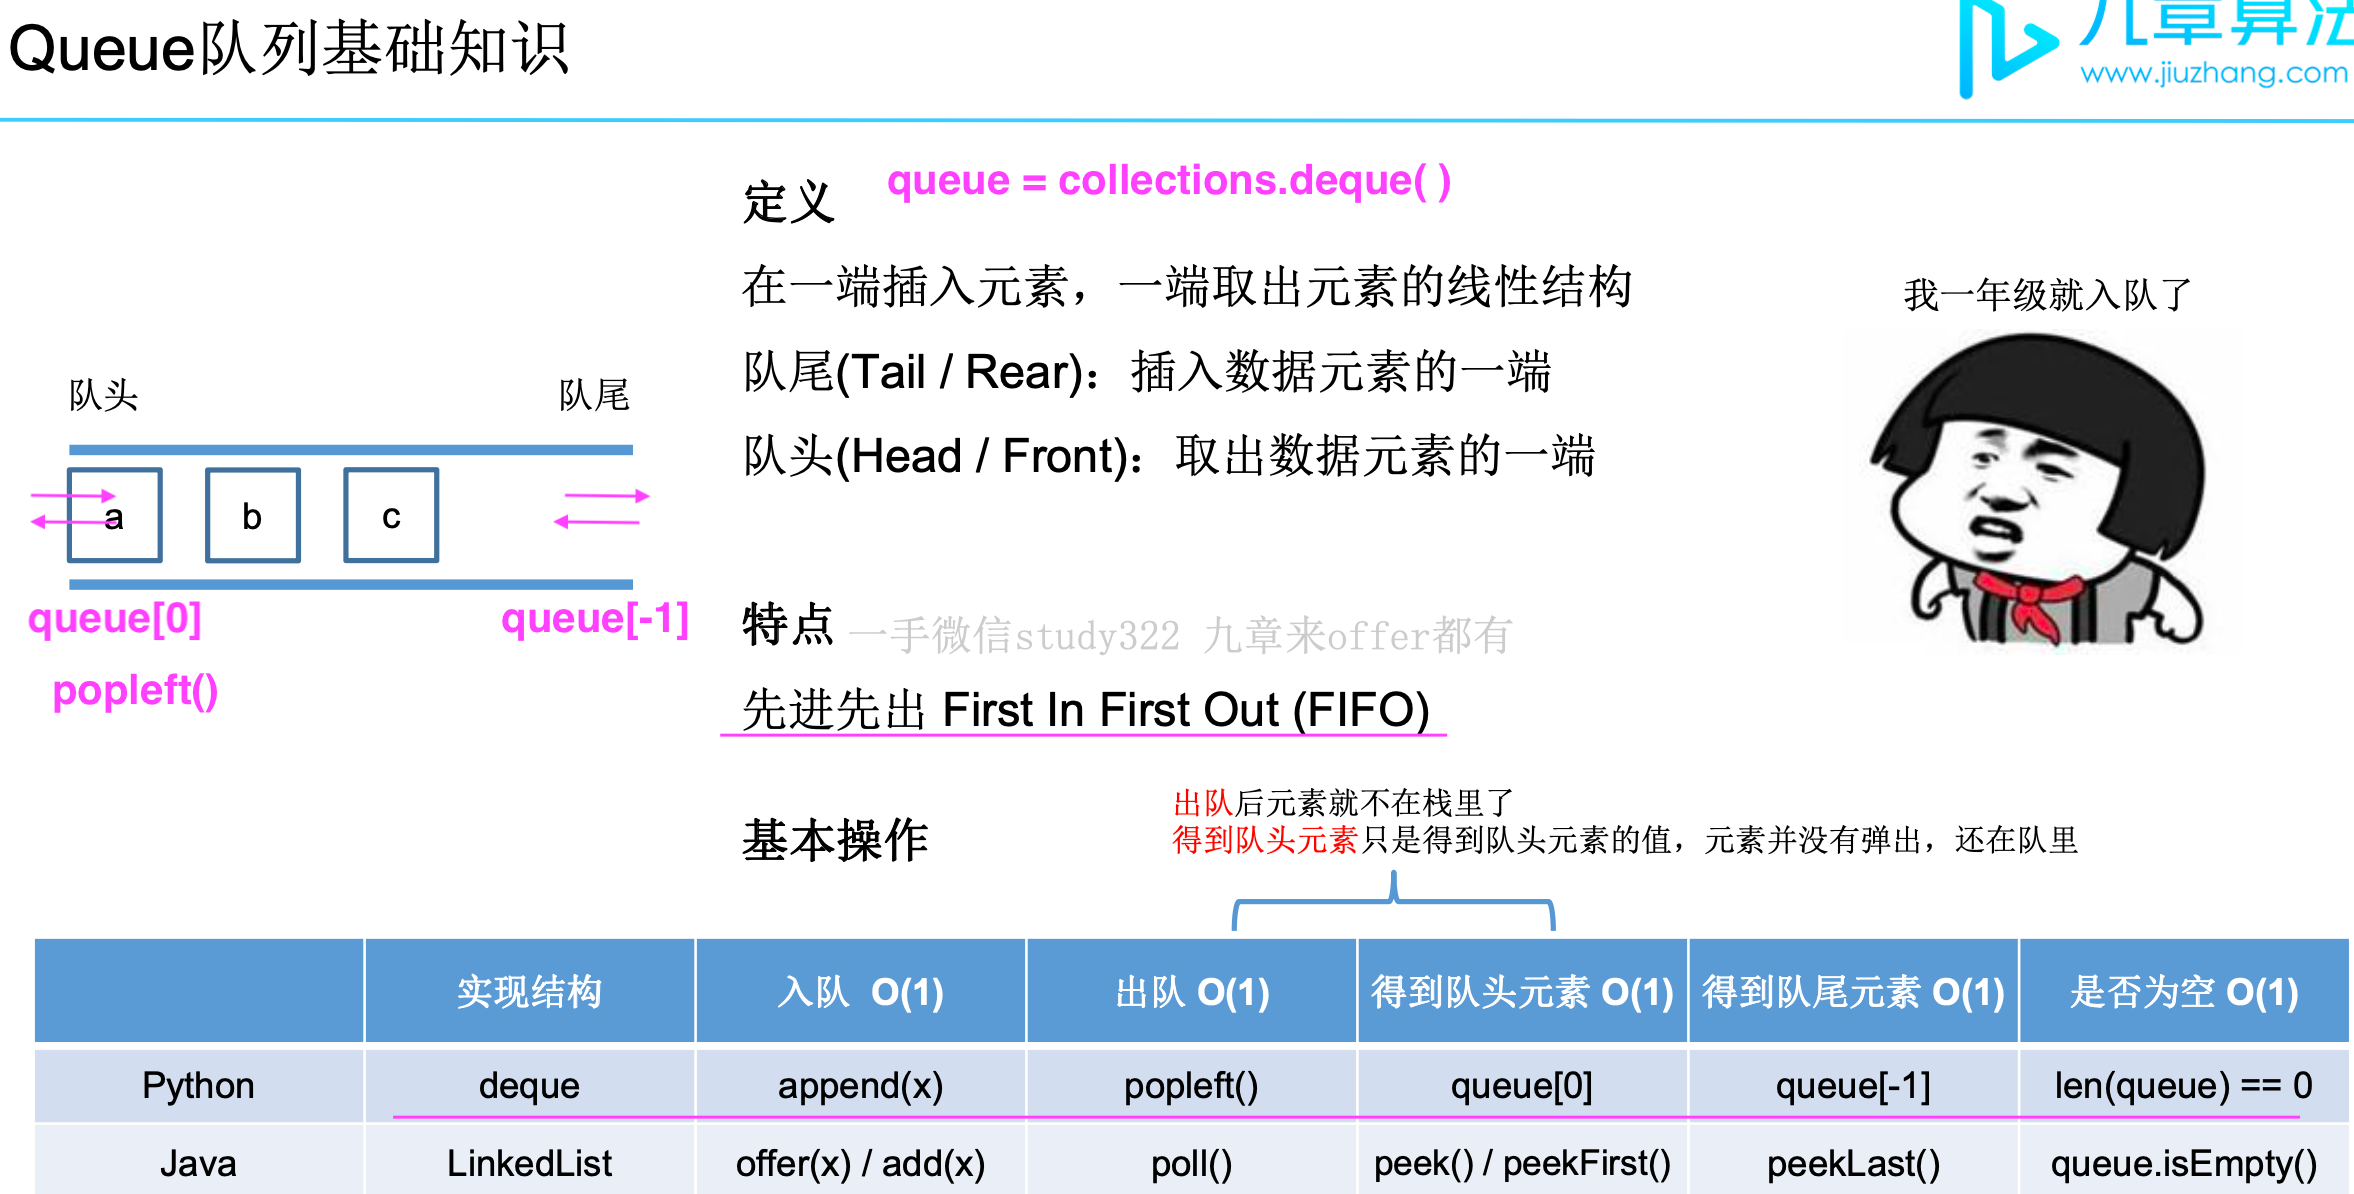 Queue队列基础知识
九章算法
www.jiuzhang.com
定义
queue = collections.deque( )
在一端插入元素，一端取出元素的线性结构
队尾(Tail / Rear)：插入数据元素的一端
队头(Head / Front)：取出数据元素的一端
我一年级就入队了
队头 队尾
a b c
queue[0] queue[-1]
popleft()
特点
一手微信study322 九章来offer都有
先进先出 First In First Out (FIFO)
基本操作
出队后元素就不在栈里了
得到队头元素只是得到队头元素的值，元素并没有弹出，还在队里
实现结构 入队 O(1) 出队 O(1) 得到队头元素 O(1) 得到队尾元素 O(1) 是否为空 O(1)
Python deque append(x) popleft() queue[0] queue[-1] len(queue) == 0
Java LinkedList offer(x) / add(x) poll() peek() / peekFirst() peekLast() queue.isEmpty()